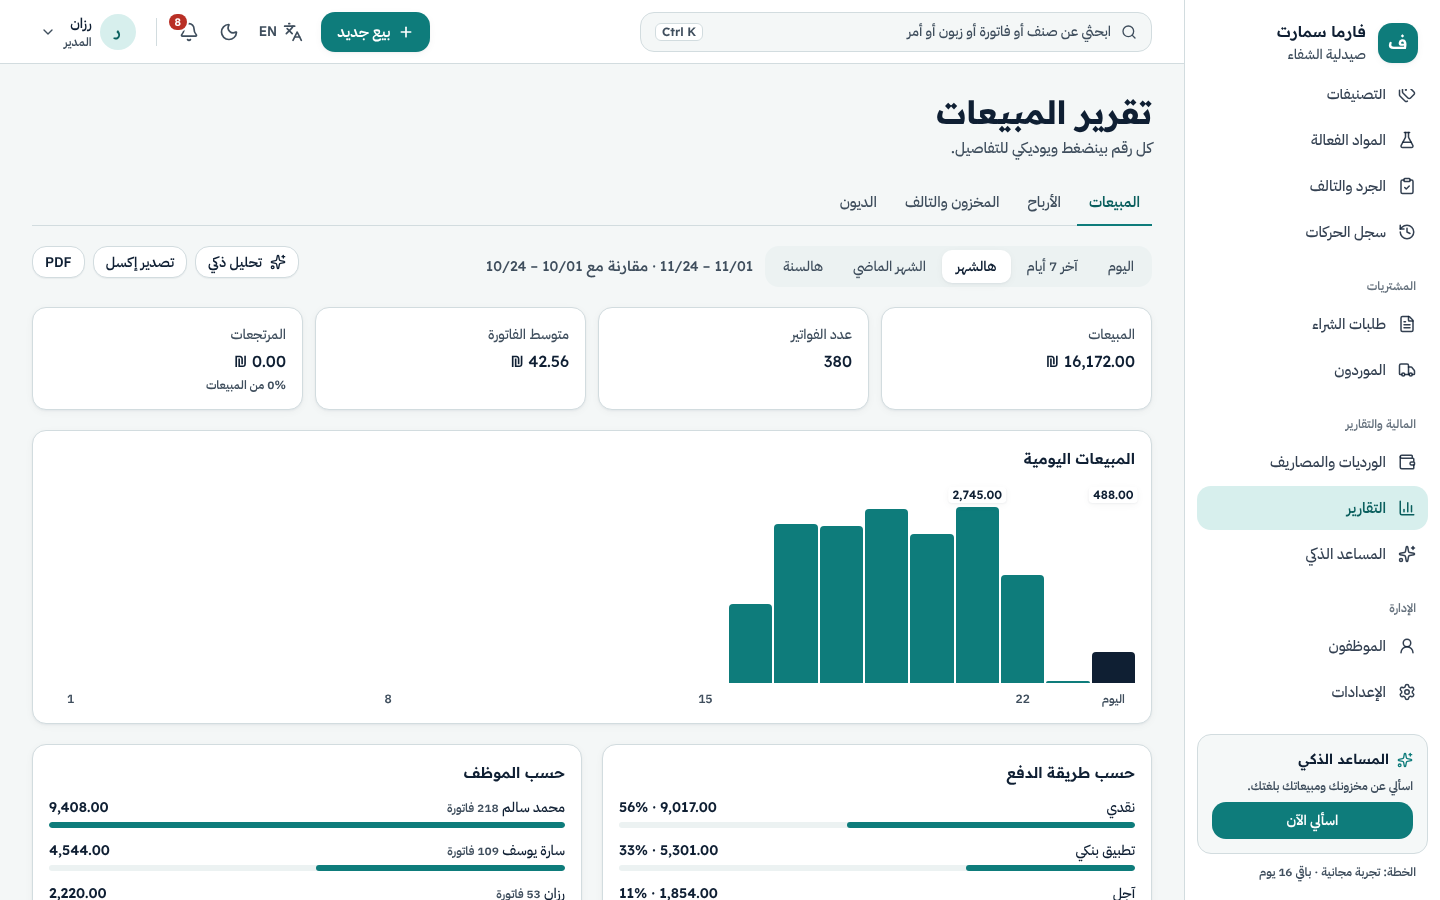 فارما سمارت
صيدلية الشفاء
التصنيفات
المواد الفعالة
الجرد والتالف
سجل الحركات
المشتريات
طلبات الشراء
الموردون
المالية والتقارير
الورديات والمصاريف
التقارير
المساعد الذكي
الإدارة
الموظفون
الإعدادات
المساعد الذكي
اسألي عن مخزونك ومبيعاتك بلغتك.
اسألي الآن
الخطة: تجربة مجانية · باقي 16 يوم
ف
ابحثي عن صنف أو فاتورة أو زبون أو أمر
Ctrl K
بيع جديد
EN
8
ر
رزان
المدير
تقرير المبيعات
كل رقم بينضغط ويوديكي للتفاصيل.
المبيعات
الأرباح
المخزون والتالف
الديون
اليوم
آخر 7 أيام
هالشهر
الشهر الماضي
هالسنة
11/01 – 11/24 · مقارنة مع 10/01 – 10/24
تحليل ذكي
تصدير إكسل
PDF
المبيعات
16,172.00 ₪
عدد الفواتير
380
متوسط الفاتورة
42.56 ₪
المرتجعات
0.00 ₪
0% من المبيعات
المبيعات اليومية
488.00
2,745.00
اليوم
22
15
8
1
حسب طريقة الدفع
نقدي
9,017.00 · 56%
تطبيق بنكي
5,301.00 · 33%
آجل
1,854.00 · 11%
حسب الموظف
محمد سالم 218 فاتورة
9,408.00
سارة يوسف 109 فاتورة
4,544.00
رزان 53 فاتورة
2,220.00